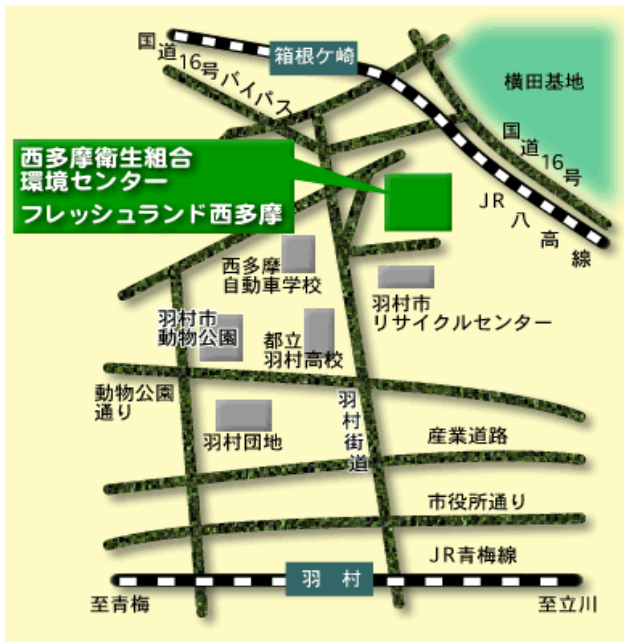 国道16号バイパス
箱根ケ崎
横田基地
国道16号
JR八高線
西多摩衛生組合
環境センター
フレッシュランド西多摩
西多摩
自動車学校
羽村市
リサイクルセンター
羽村市
動物公園
都立
羽村高校
動物公園
通り
羽村街道
羽村団地
産業道路
市役所通り
JR青梅線
羽村
至青梅
至立川